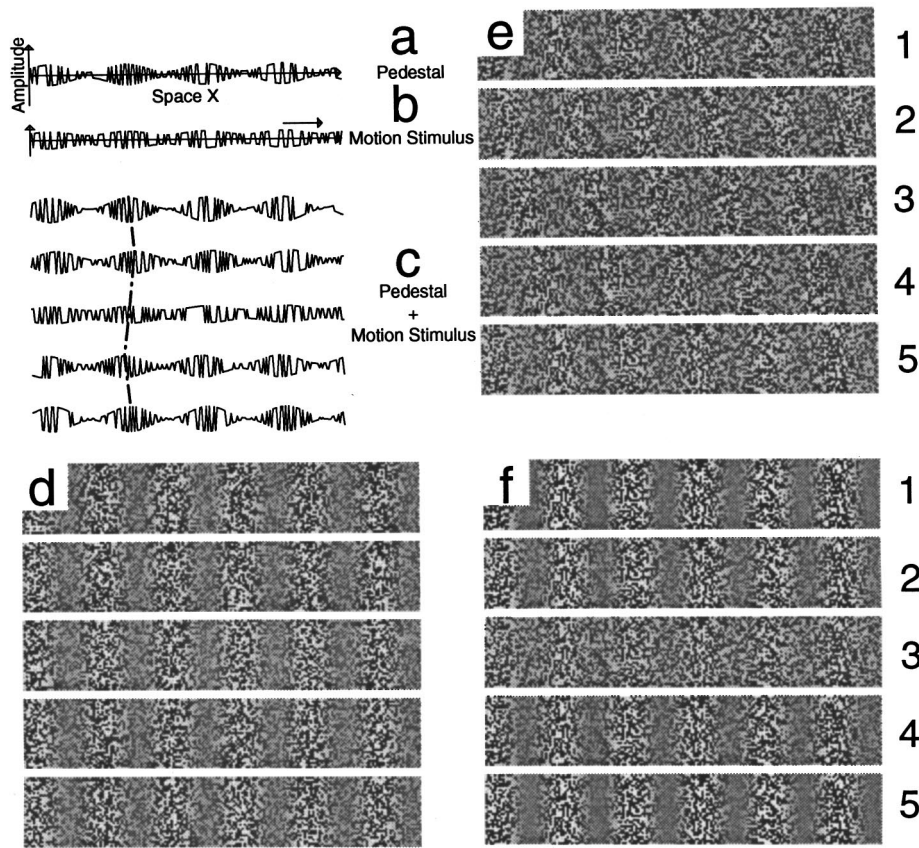 a
Pedestal
Amplitude
Space X
b
Motion Stimulus
c
Pedestal
+
Motion Stimulus
e
1
2
3
4
5
d
f
1
2
3
4
5